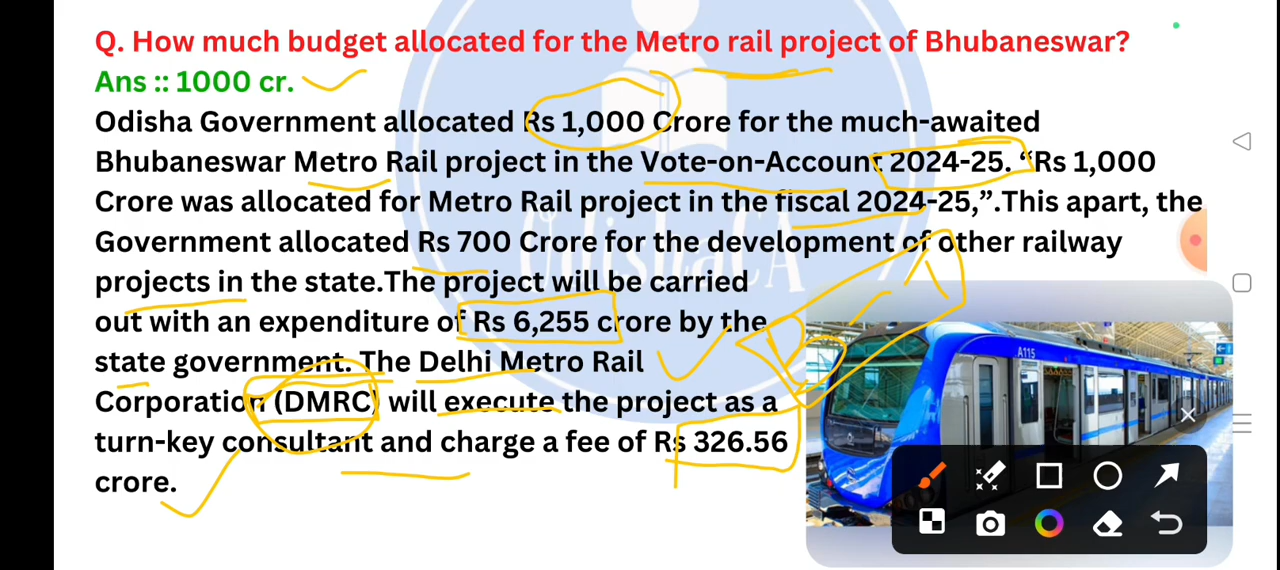 Q. How much budget allocated for the Metro rail project of Bhubaneswar?
Ans :: 1000 cr.
Odisha Government allocated Rs 1,000 Crore for the much-awaited
Bhubaneswar Metro Rail project in the Vote-on-Account 2024-25. “Rs 1,000
Crore was allocated for Metro Rail project in the fiscal 2024-25,”.This apart, the
Government allocated Rs 700 Crore for the development of other railway
projects in the state.The project will be carried
out with an expenditure of Rs 6,255 crore by the
state government. The Delhi Metro Rail
Corporation (DMRC) will execute the project as a
turn-key consultant and charge a fee of Rs 326.56
crore.
OdishaCA
A115